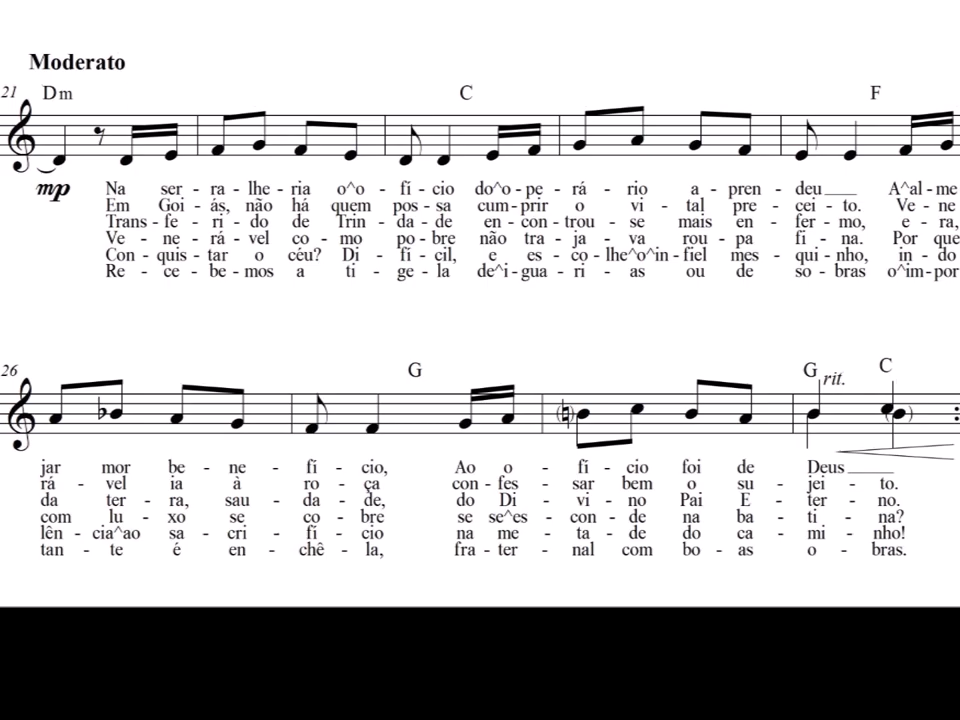 Moderato
21 Dm C F
mp Na ser - ra - lhe - ria o^o - fí - cio do^o - pe - rá - rio a - pren - deu____ A^al - me
Em Goi - ás, não há quem pos - sa cum - prir o vi - tal pre - cei - to. Ve - ne
Trans - fe - ri - do de Trin - da - de en - con - trou - se mais en - fer - mo, e - ra,
Ve - ne - rá - vel co - mo po - bre não tra - ja - va rou - pa fi - na. Por que
Con - quis - tar o céu? Di - fí - cil, e es - co - lhe^o^in - fiel mes - qui - nho, in - do
Re - ce - be - mos a ti - ge - la de^i - gua - ri - as ou de so - bras o^im - por
26 G G rit. C
jar mor be - ne - fí - cio, Ao o - fí - cio foi de Deus____
rá - vel ia à ro - ça con - fes - sar bem o su - jei - to.
da ter - ra, sau - da - de, do Di - vi - no Pai E - ter - no.
com lu - xo se co - bre se se^es - con - de na ba - ti - na?
lên - cia^ao sa - cri - fí - cio na me - ta - de do ca - mi - nho!
tan - te é en - chê - la, fra - ter - nal com bo - as o - bras.